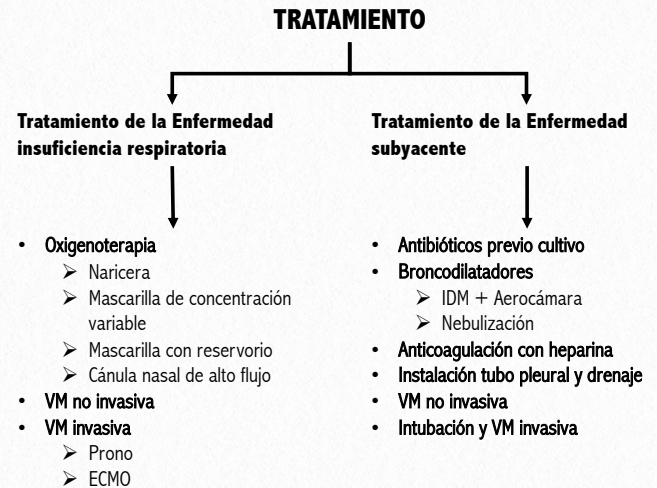 TRATAMIENTO
Tratamiento de la Enfermedad
insuficiencia respiratoria
• Oxigenoterapia
➢ Naricera
➢ Mascarilla de concentración
variable
➢ Mascarilla con reservorio
➢ Cánula nasal de alto flujo
• VM no invasiva
• VM invasiva
➢ Prono
➢ ECMO
Tratamiento de la Enfermedad
subyacente
• Antibióticos previo cultivo
• Broncodilatadores
➢ IDM + Aerocámara
➢ Nebulización
• Anticoagulación con heparina
• Instalación tubo pleural y drenaje
• VM no invasiva
• Intubación y VM invasiva